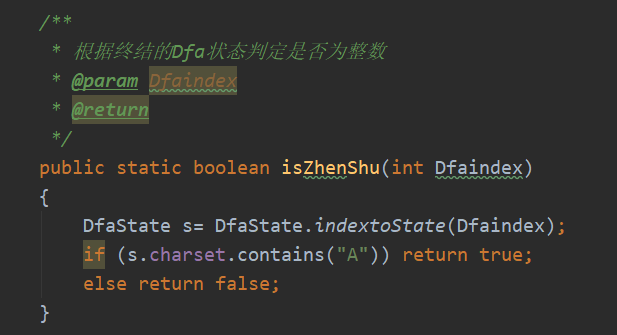 /**
 * 根据终结的Dfa状态判定是否为整数
 * @param Dfaindex
 * @return
 */
public static boolean isZhenShu(int Dfaindex)
{
    DfaState s= DfaState.indextoState(Dfaindex);
    if (s.charset.contains("A")) return true;
    else return false;
}